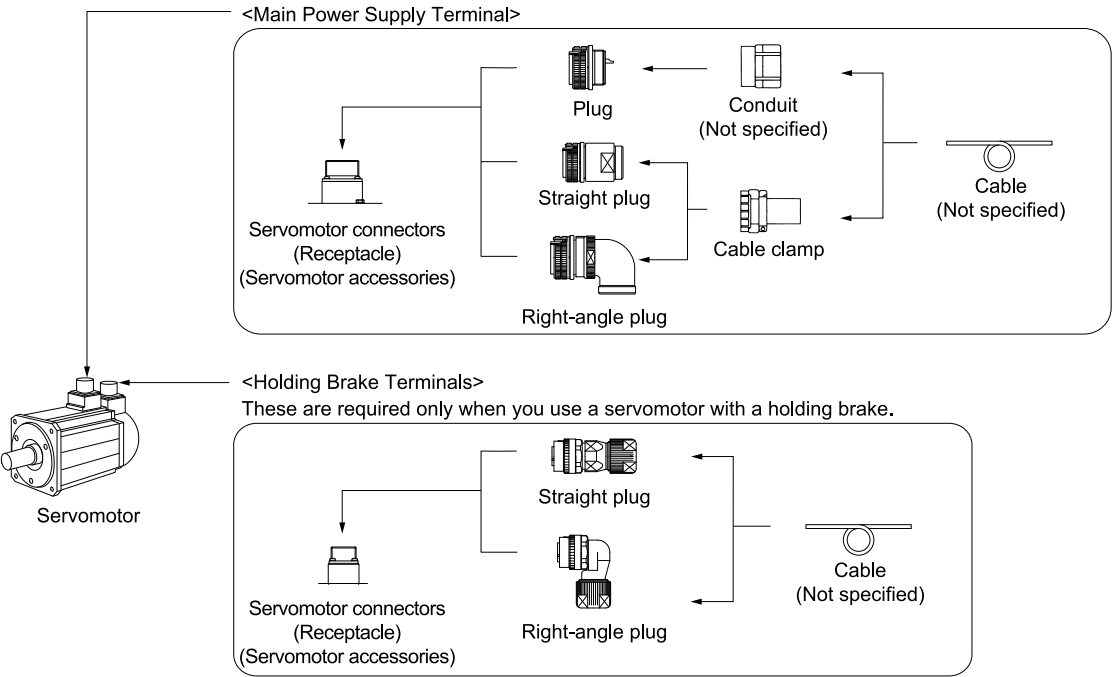 <Main Power Supply Terminal>
Plug
Conduit
(Not specified)
Straight plug
Cable
(Not specified)
Servomotor connectors
(Receptacle)
(Servomotor accessories)
Cable clamp
Right-angle plug
<Holding Brake Terminals>
These are required only when you use a servomotor with a holding brake.
Servomotor
Straight plug
Cable
(Not specified)
Servomotor connectors
(Receptacle)
(Servomotor accessories)
Right-angle plug